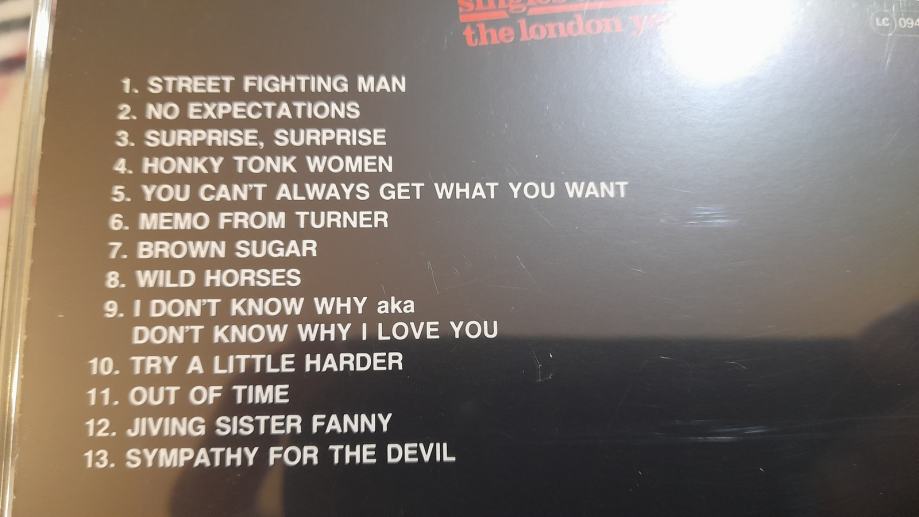 singles
the london
LC 094
1. STREET FIGHTING MAN
2. NO EXPECTATIONS
3. SURPRISE, SURPRISE
4. HONKY TONK WOMEN
5. YOU CAN'T ALWAYS GET WHAT YOU WANT
6. MEMO FROM TURNER
7. BROWN SUGAR
8. WILD HORSES
9. I DON'T KNOW WHY aka
DON'T KNOW WHY I LOVE YOU
10. TRY A LITTLE HARDER
11. OUT OF TIME
12. JIVING SISTER FANNY
13. SYMPATHY FOR THE DEVIL